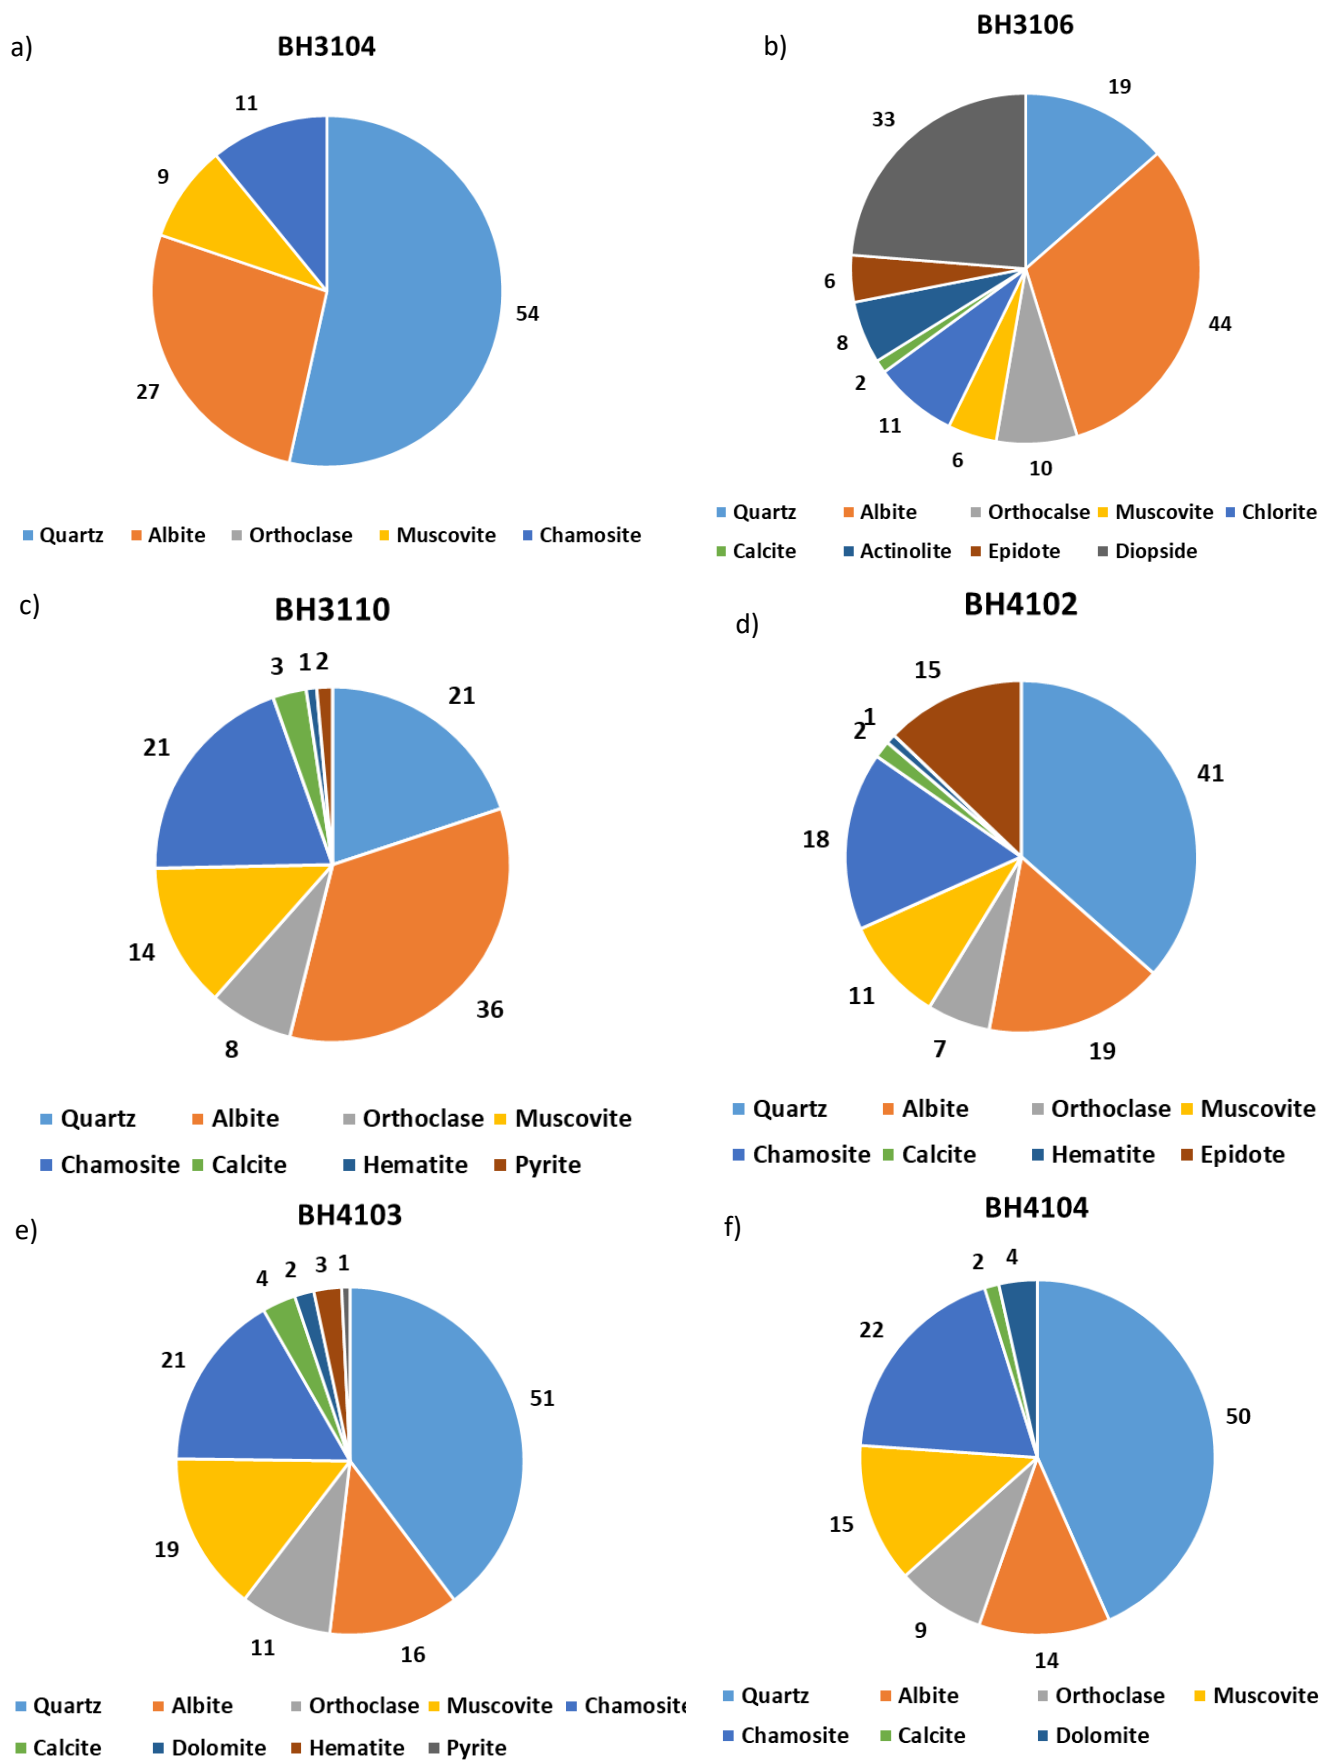 a)
BH3104
11
9
54
27
Quartz Albite Orthoclase Muscovite Chamosite
b)
BH3106
19
33
6
44
8
2
11
6
10
Quartz Albite Orthocalse Muscovite Chlorite
Calcite Actinolite Epidote Diopside
c)
BH3110
3 1 2
21
21
14
36
8
Quartz Albite Orthoclase Muscovite
Chamosite Calcite Hematite Pyrite
d)
BH4102
15
1
2
41
18
11
7
19
Quartz Albite Orthoclase Muscovite
Chamosite Calcite Hematite Epidote
e)
BH4103
4 2 3 1
21
51
19
11
16
Quartz Albite Orthoclase Muscovite Chamosite
Calcite Dolomite Hematite Pyrite
f)
BH4104
2 4
22
50
15
9
14
Quartz Albite Orthoclase Muscovite
Chamosite Calcite Dolomite